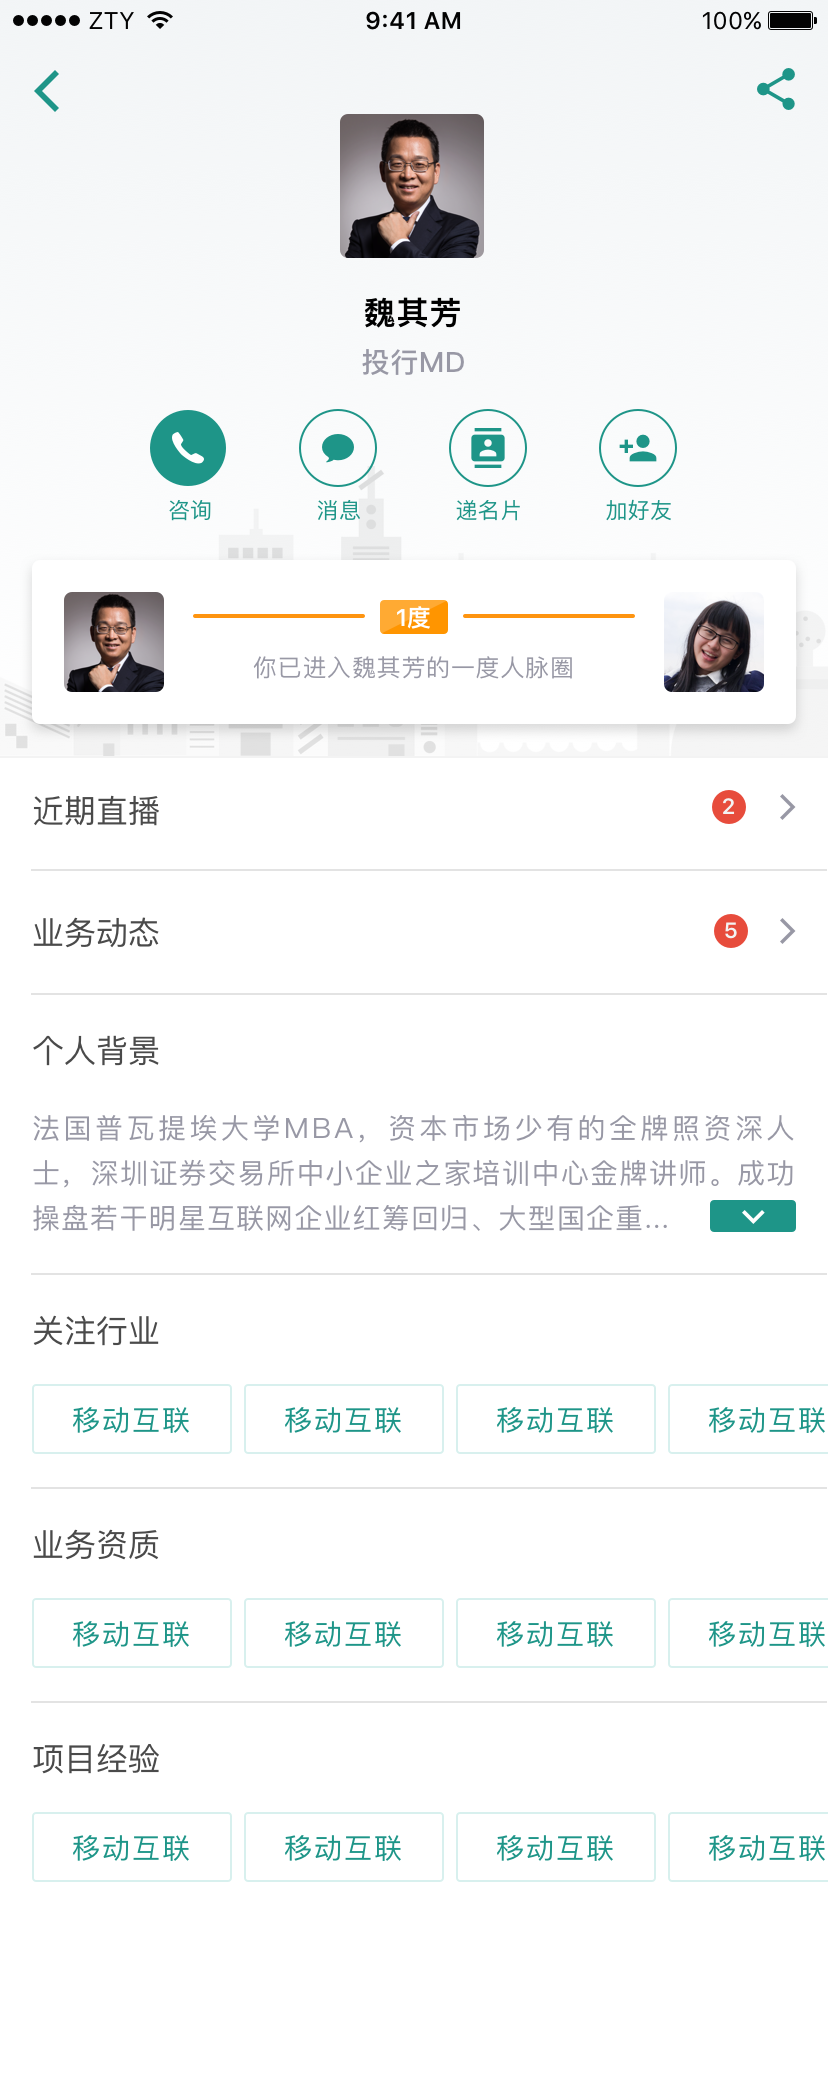 ZTY 9:41 AM 100%
魏其芳
投行MD
咨询 消息 递名片 加好友
1度
你已进入魏其芳的一度人脉圈
近期直播 2
业务动态 5
个人背景
法国普瓦提埃大学MBA，资本市场少有的全牌照资深人
士，深圳证券交易所中小企业之家培训中心金牌讲师。成功
操盘若干明星互联网企业红筹回归、大型国企重...
关注行业
移动互联 移动互联 移动互联 移动互联
业务资质
移动互联 移动互联 移动互联 移动互联
项目经验
移动互联 移动互联 移动互联 移动互联